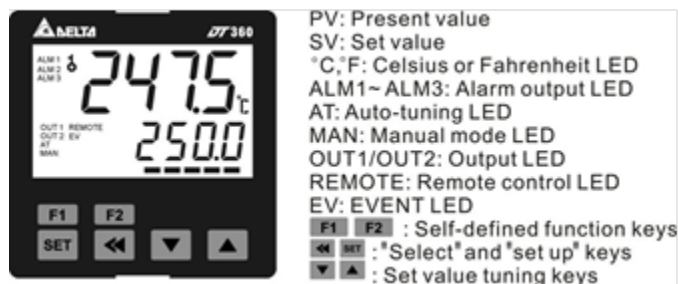 DELTA DT360
ALM1
ALM2
ALM3
247.5 °C
OUT1 REMOTE
OUT2 EV
AT
MAN
250.0
F1 F2
SET
PV: Present value
SV: Set value
°C,°F: Celsius or Fahrenheit LED
ALM1~ALM3: Alarm output LED
AT: Auto-tuning LED
MAN: Manual mode LED
OUT1/OUT2: Output LED
REMOTE: Remote control LED
EV: EVENT LED
F1 F2 : Self-defined function keys
SET : "Select" and "set up" keys
: Set value tuning keys